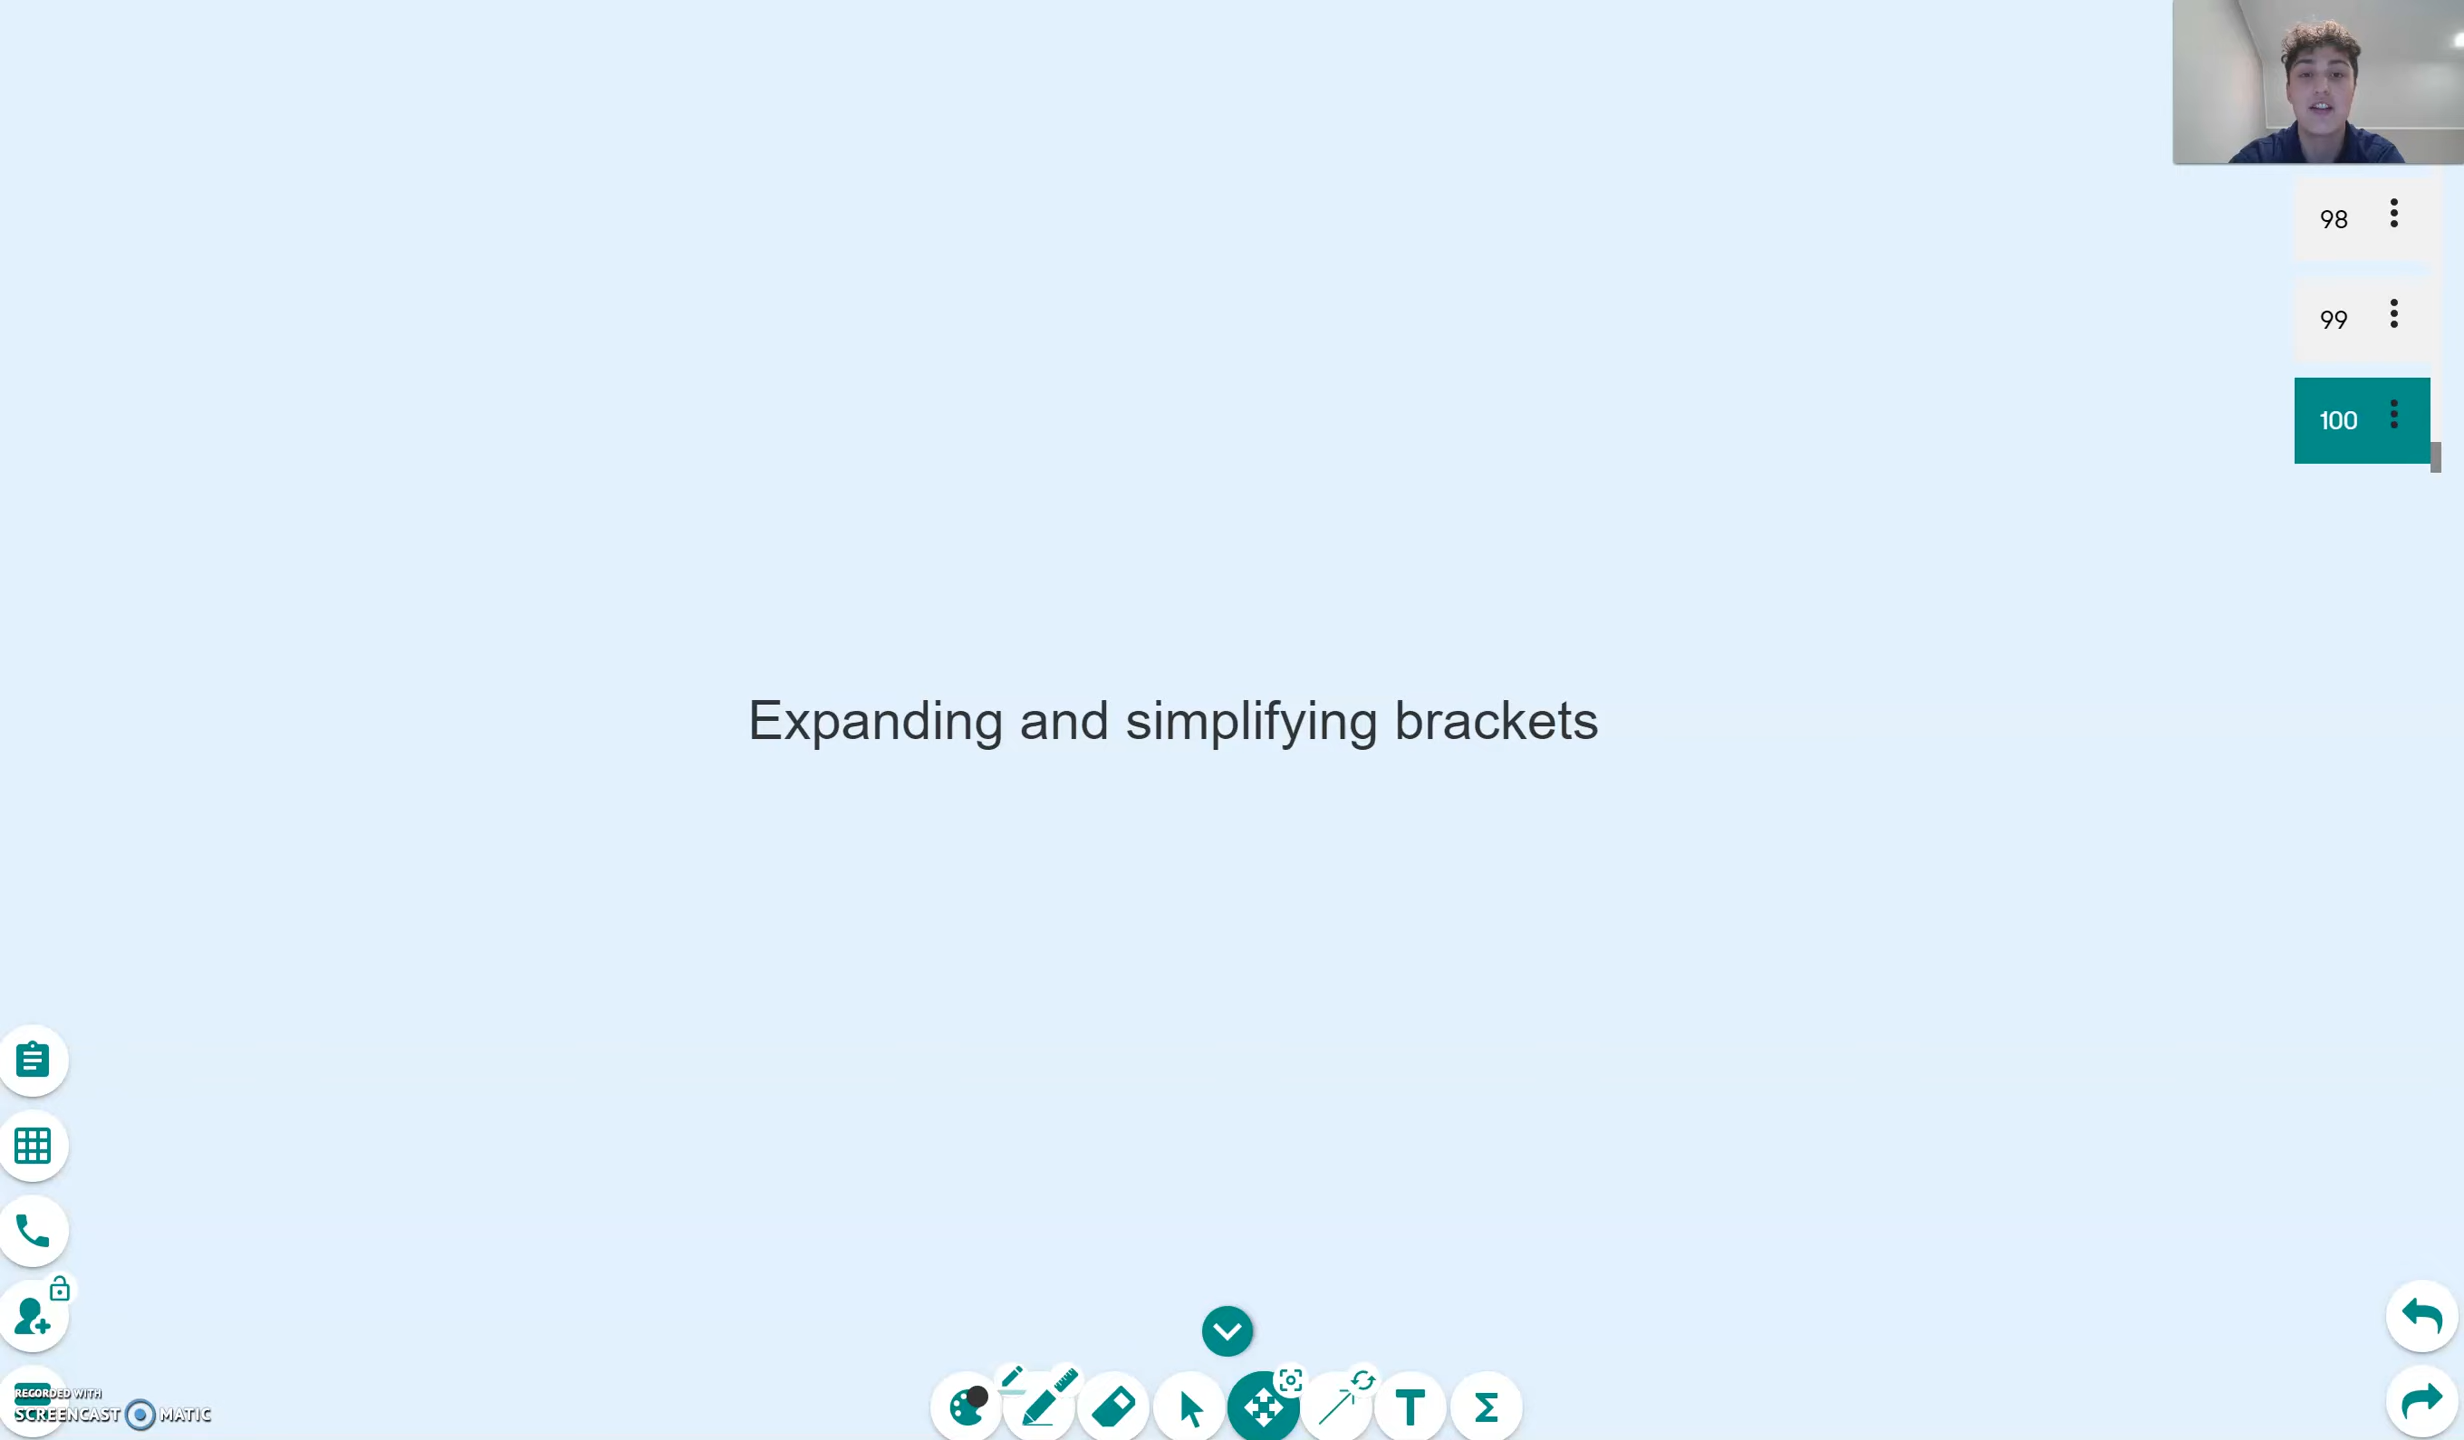 98
99
100
Expanding and simplifying brackets
RECORDED WITH
SCREENCAST MATIC
T
Σ